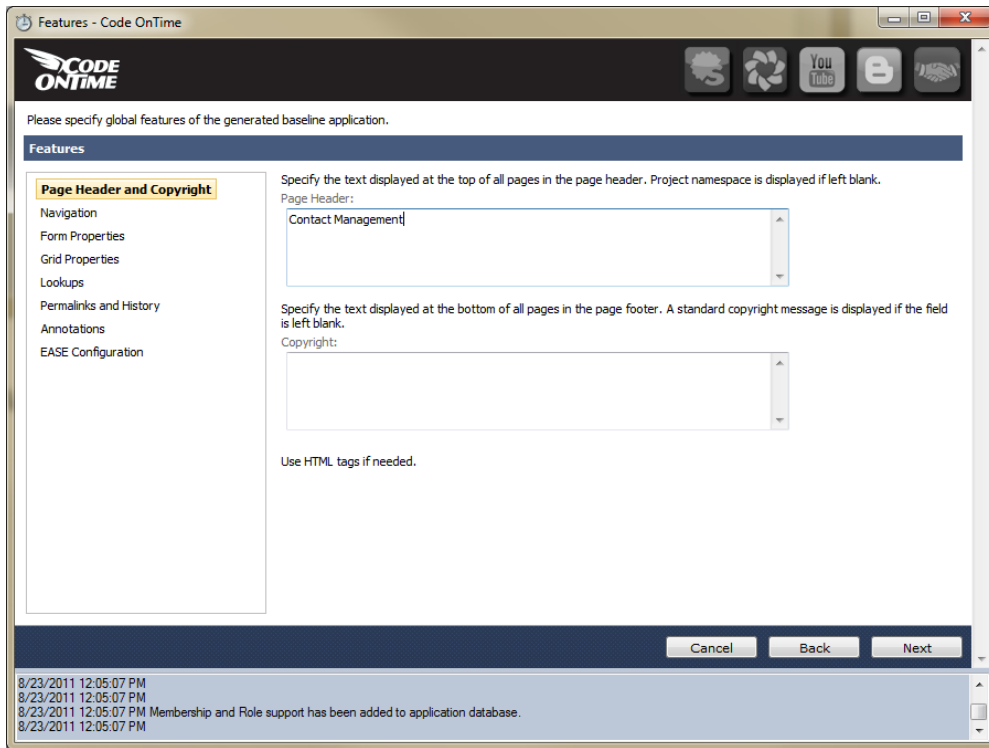 Features - Code OnTime
CODE
ONTIME
You
Tube
Please specify global features of the generated baseline application.
Features
Page Header and Copyright
Navigation
Form Properties
Grid Properties
Lookups
Permalinks and History
Annotations
EASE Configuration
Specify the text displayed at the top of all pages in the page header. Project namespace is displayed if left blank.
Page Header:
Contact Management
Specify the text displayed at the bottom of all pages in the page footer. A standard copyright message is displayed if the field
is left blank.
Copyright:
Use HTML tags if needed.
Cancel
Back
Next
8/23/2011 12:05:07 PM
8/23/2011 12:05:07 PM
8/23/2011 12:05:07 PM Membership and Role support has been added to application database.
8/23/2011 12:05:07 PM